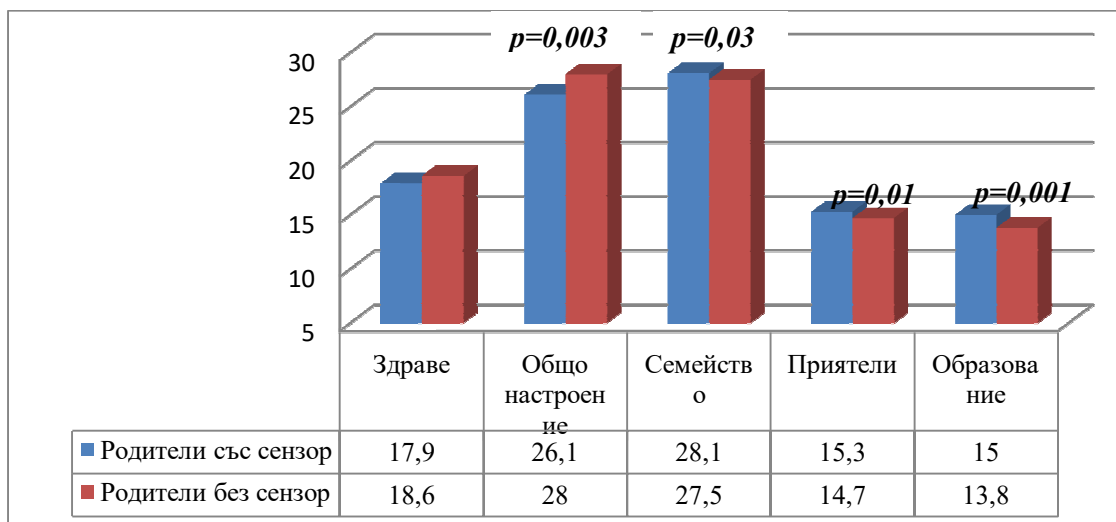 p=0,003 p=0,03
30
25
20
p=0,01 p=0,001
15
10
5
Здраве Общо Семейств Приятели Образова
настроен о ние
ие
Родители със сензор 17,9 26,1 28,1 15,3 15
Родители без сензор 18,6 28 27,5 14,7 13,8